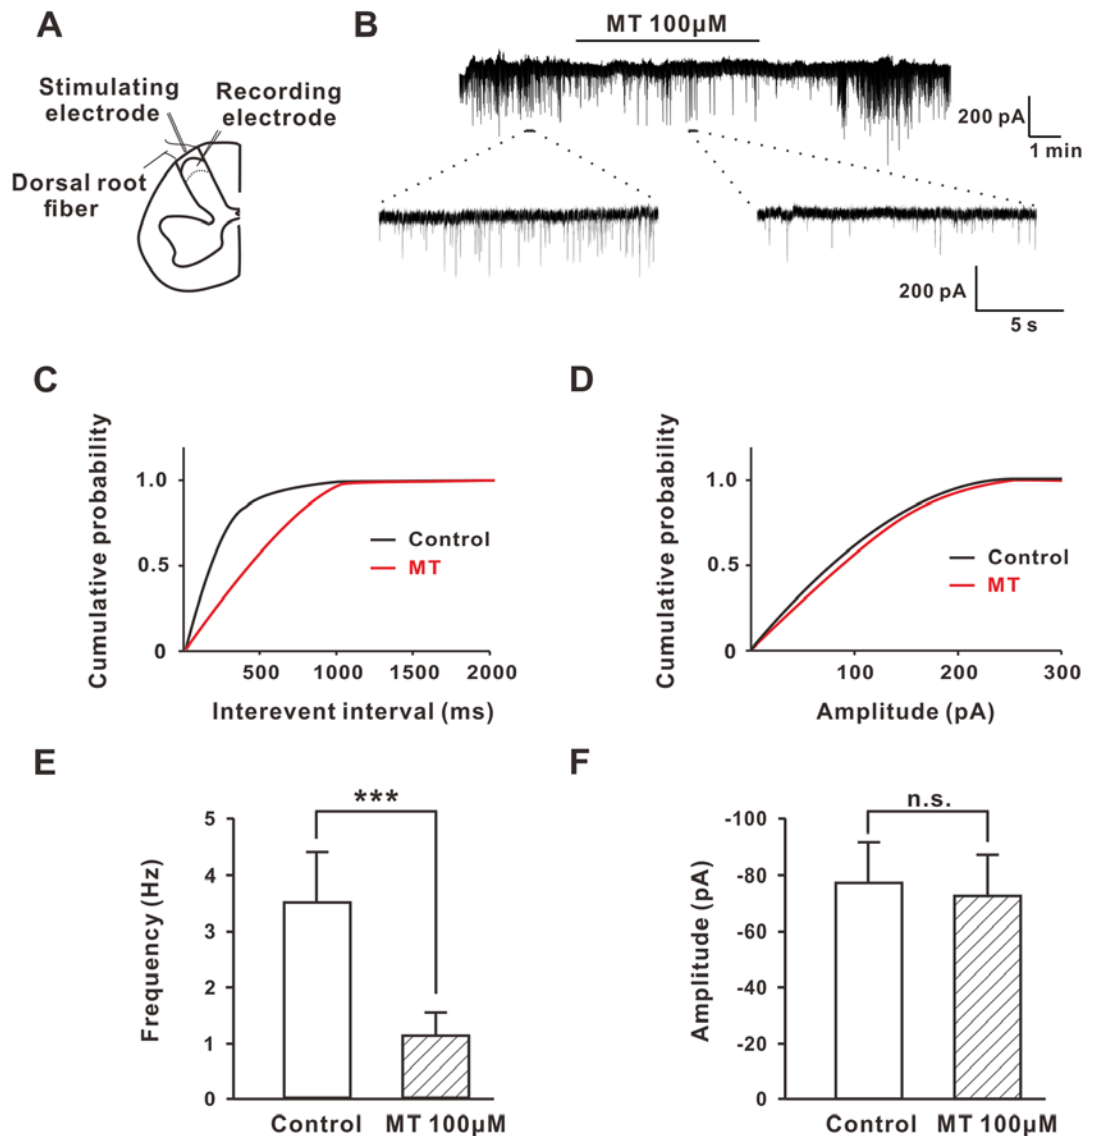 A
Stimulating
electrode
Recording
electrode
Dorsal root
fiber
B
MT 100μM
200 pA
1 min
200 pA
5 s
C
Cumulative probability
1.0
0.5
0
Control
MT
500
1000
1500
2000
Interevent interval (ms)
D
Cumulative probability
1.0
0.5
0
Control
MT
100
200
300
Amplitude (pA)
E
***
Frequency (Hz)
5
4
3
2
1
0
Control
MT 100μM
F
n.s.
Amplitude (pA)
-100
-80
-60
-40
-20
0
Control
MT 100μM